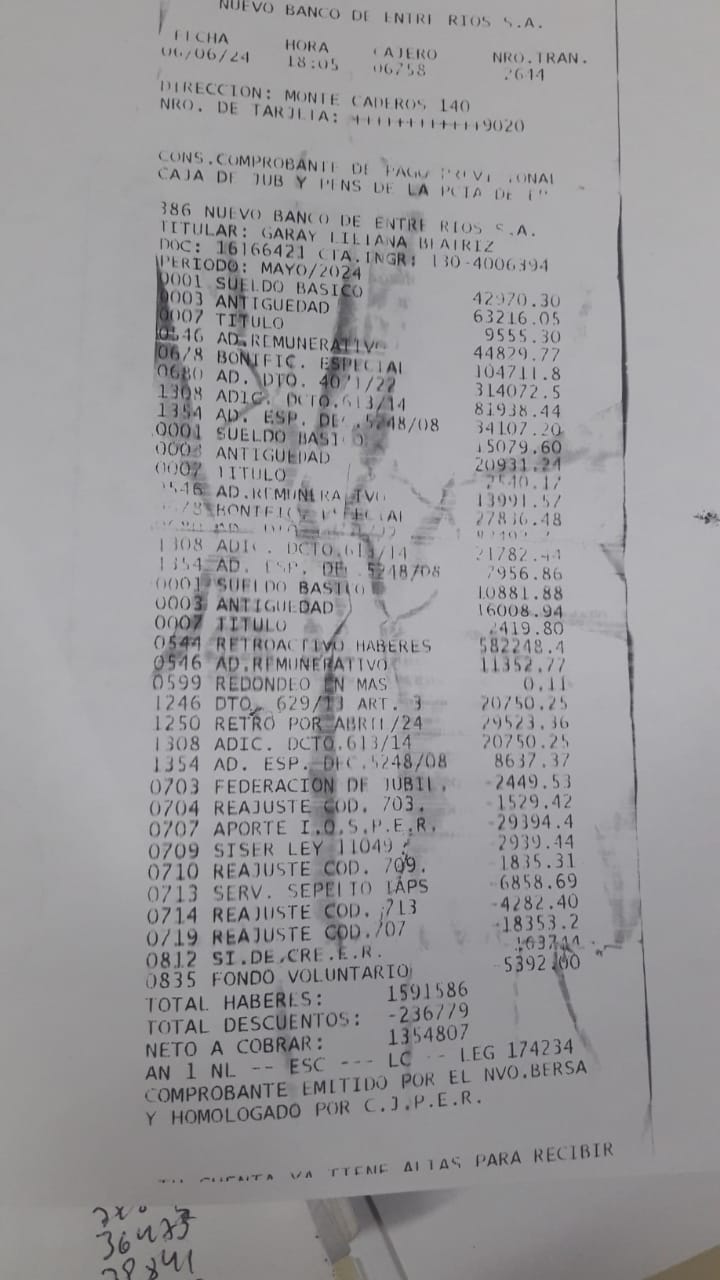 NUEVO BANCO DE ENTRE RIOS S.A.
FECHA HORA CAJERO NRO.TRAN.
06/06/24 18:05 06758 2644
DIRECCION: MONTE CADEROS 140
NRO. DE TARJETA: ++++++++++++9020
CONS.COMPROBANTE DE PAGO
CAJA DE JUB Y PENS DE LA PCIA DE
386 NUEVO BANCO DE ENTRE RIOS S.A.
TITULAR: GARAY LILIANA BEATRIZ
DOC: 16166421 CTA.INGR: 130-4006394
PERIODO: MAYO/2024
0001 SUELDO BASICO 42970.30
0003 ANTIGUEDAD 63216.05
0007 TITULO 9555.30
0546 AD.REMUNERATIVO 44829.77
0678 BONIFIC. ESPECIAL 104711.8
0680 AD. DTO. 4071/22 314072.5
1308 ADIC. DCTO.613/14 81938.44
1354 AD. ESP. DEC.5248/08 34107.20
0001 SUELDO BASICO 15079.60
0003 ANTIGUEDAD 20931.24
0007 TITULO
0546 AD.REMUNERATIVO 13991.57
BONIFIC. ESPECIAL 27836.48
1308 ADIC. DCTO.613/14 21782.44
1354 AD. ESP. DEC.5248/08 7956.86
0001 SUELDO BASICO 10881.88
0003 ANTIGUEDAD 16008.94
0007 TITULO 2419.80
0544 RETROACTIVO HABERES 582248.4
0546 AD.REMUNERATIVO 11352.77
0599 REDONDEO EN MAS 0.11
1246 DTO. 629/13 ART. 3 20750.25
1250 RETRO POR ABRIL/24 29523.36
1308 ADIC. DCTO.613/14 20750.25
1354 AD. ESP. DEC.5248/08 8637.37
0703 FEDERACION DE JUBIL. -2449.53
0704 REAJUSTE COD. 703. -1529.42
0707 APORTE I.O.S.P.E.R. -29394.4
0709 SISER LEY 11049 -2939.44
0710 REAJUSTE COD. 709. -1835.31
0713 SERV. SEPELIO IAPS -6858.69
0714 REAJUSTE COD. 713 -4282.40
0719 REAJUSTE COD.707 -18353.2
0812 SI.DE.CRE.E.R.
0835 FONDO VOLUNTARIO -5392.00
TOTAL HABERES: 1591586
TOTAL DESCUENTOS: -236779
NETO A COBRAR: 1354807
AN 1 NL -- ESC --- LC -- LEG 174234
COMPROBANTE EMITIDO POR EL NVO.BERSA
Y HOMOLOGADO POR C.J.P.E.R.
TU CUENTA YA TIENE ALIAS PARA RECIBIR
36473